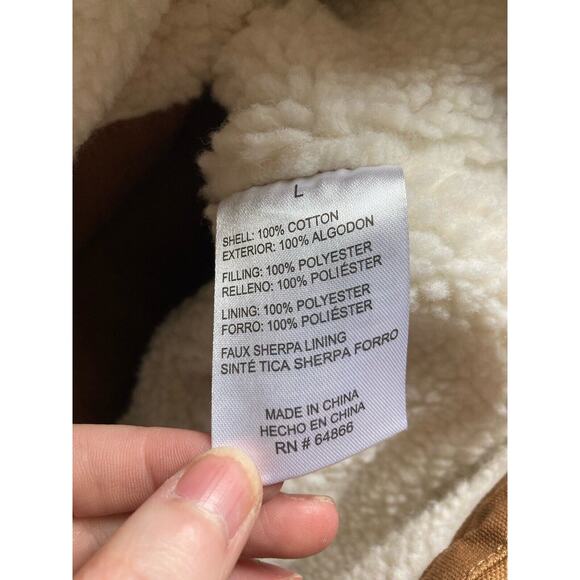 L
SHELL: 100% COTTON
EXTERIOR: 100% ALGODON
FILLING: 100% POLYESTER
RELLENO: 100% POLIÉSTER
LINING: 100% POLYESTER
FORRO: 100% POLIÉSTER
FAUX SHERPA LINING
SINTÉ TICA SHERPA FORRO
MADE IN CHINA
HECHO EN CHINA
RN # 64866